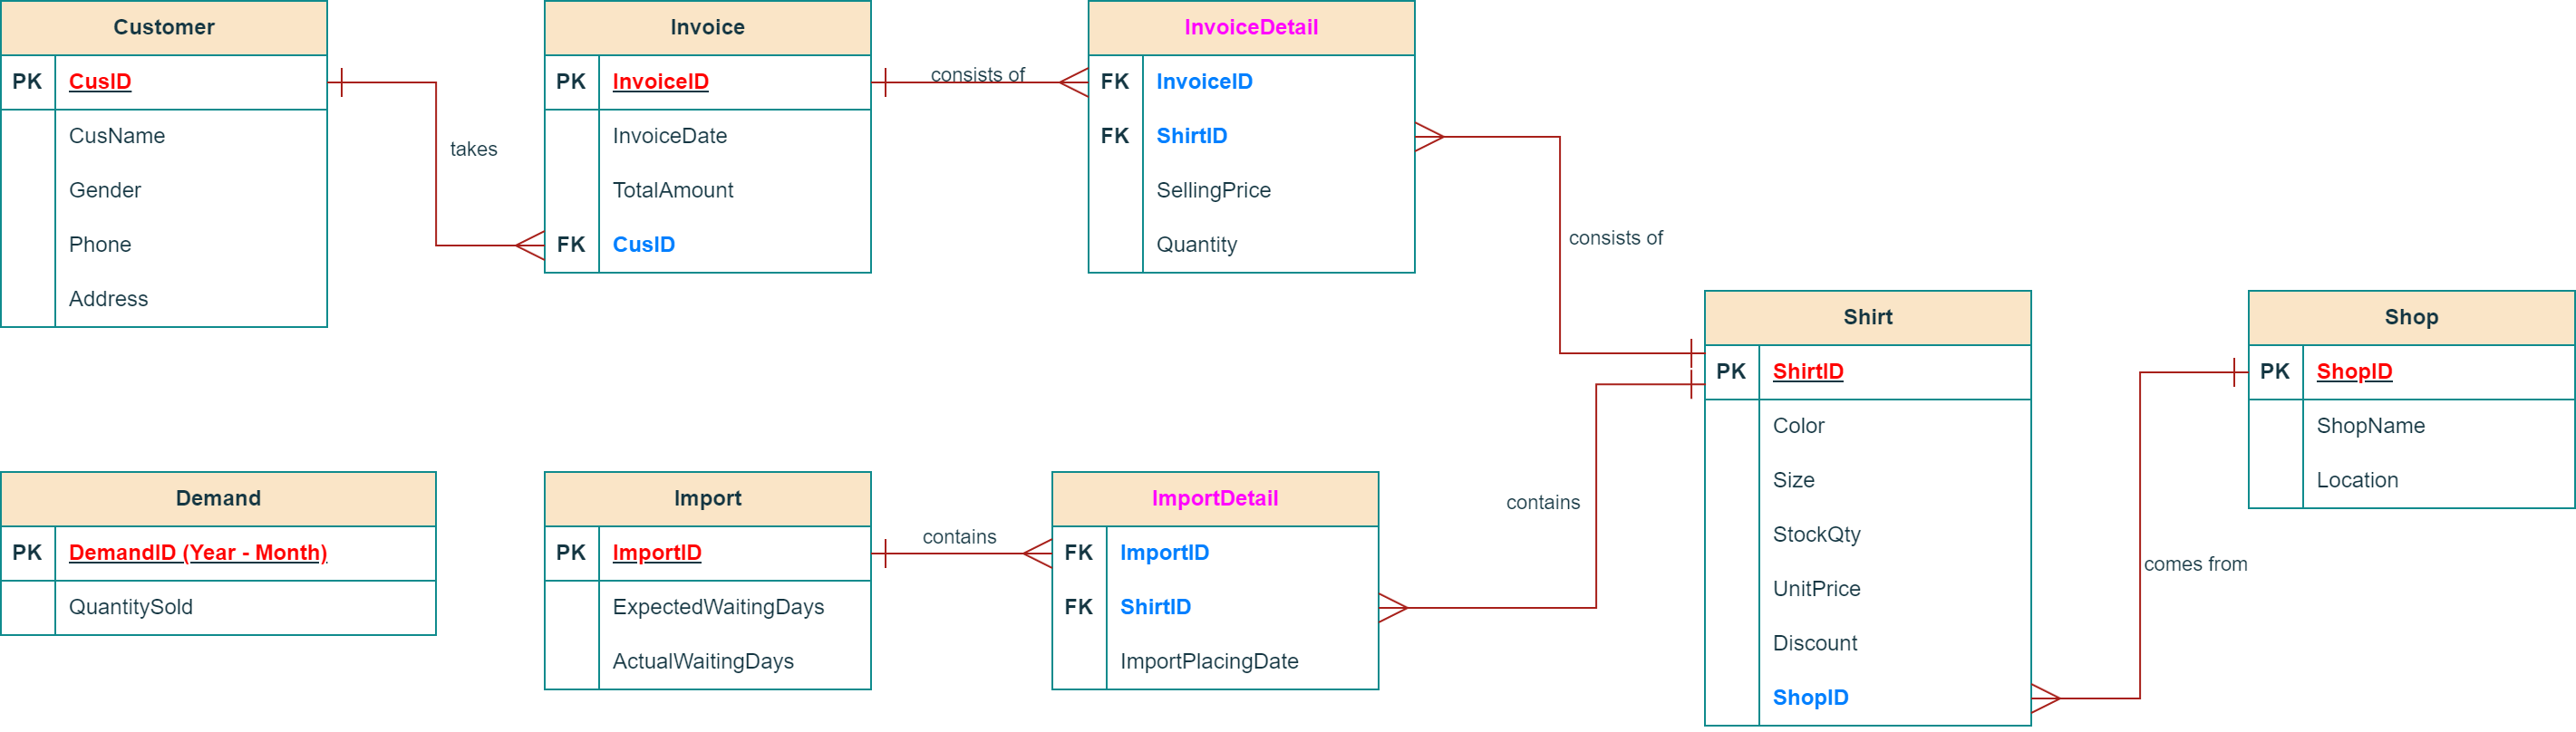 Customer
PK CusID
CusName
Gender
Phone
Address
takes
Invoice
PK InvoiceID
InvoiceDate
TotalAmount
FK CusID
consists of
InvoiceDetail
FK InvoiceID
FK ShirtID
SellingPrice
Quantity
consists of
Demand
PK DemandID (Year - Month)
QuantitySold
Import
PK ImportID
ExpectedWaitingDays
ActualWaitingDays
contains
ImportDetail
FK ImportID
FK ShirtID
ImportPlacingDate
contains
Shirt
PK ShirtID
Color
Size
StockQty
UnitPrice
Discount
ShopID
comes from
Shop
PK ShopID
ShopName
Location